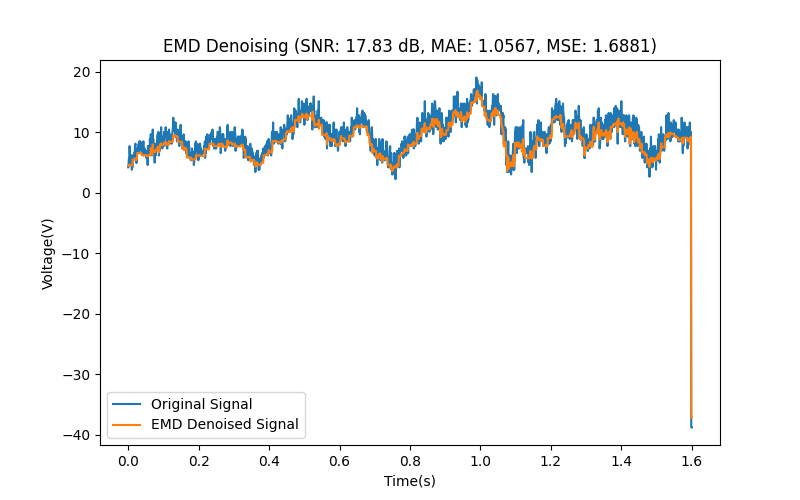 EMD Denoising (SNR: 17.83 dB, MAE: 1.0567, MSE: 1.6881)
20
10
0
−10
−20
−30
−40
Voltage(V)
Original Signal
EMD Denoised Signal
0.0 0.2 0.4 0.6 0.8 1.0 1.2 1.4 1.6
Time(s)